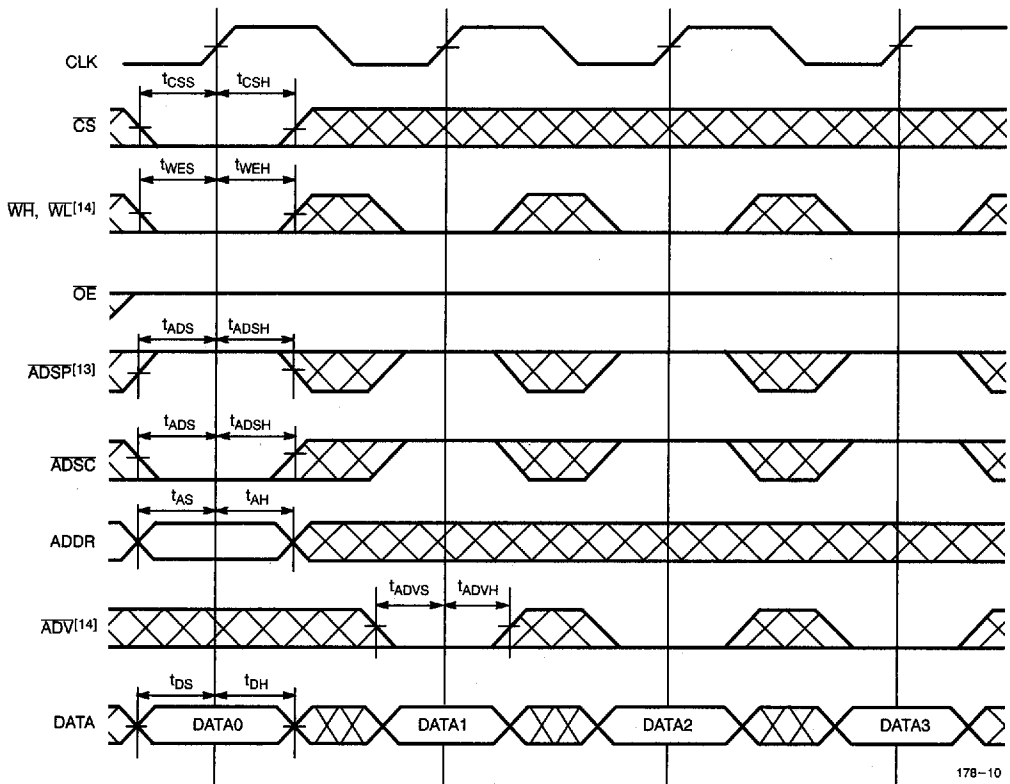 CLK
tCSS tCSH
CS
tWES tWEH
WH, WL[14]
OE
tADS tADSH
ADSP[13]
tADS tADSH
ADSC
tAS tAH
ADDR
tADVS tADVH
ADV[14]
tDS tDH
DATA DATA0 DATA1 DATA2 DATA3
178-10